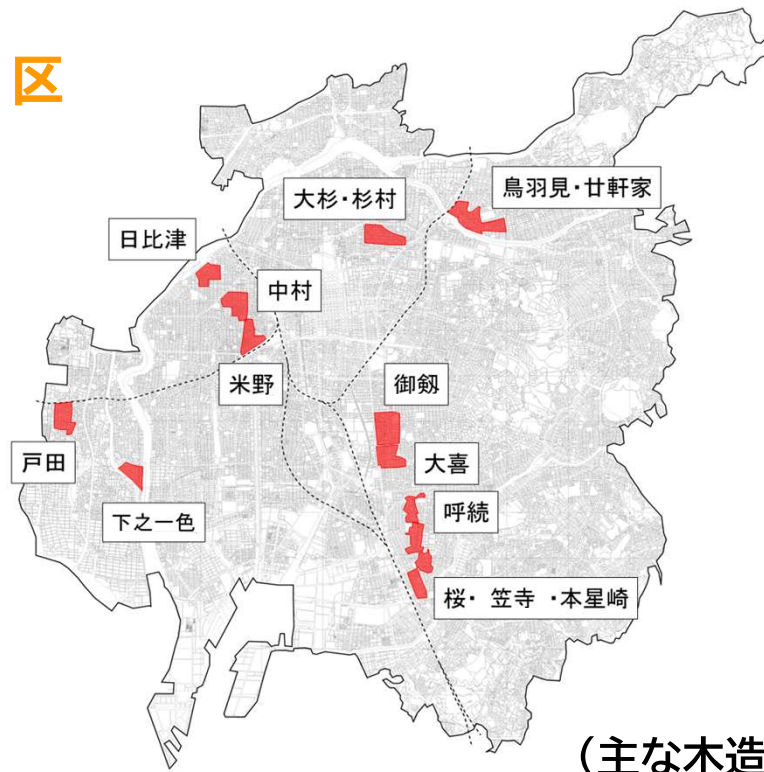 区
鳥羽見・廿軒家
大杉・杉村
日比津
中村
米野
御剱
戸田
大喜
下之一色
呼続
桜・ 笠寺 ・本星崎
(主な木造